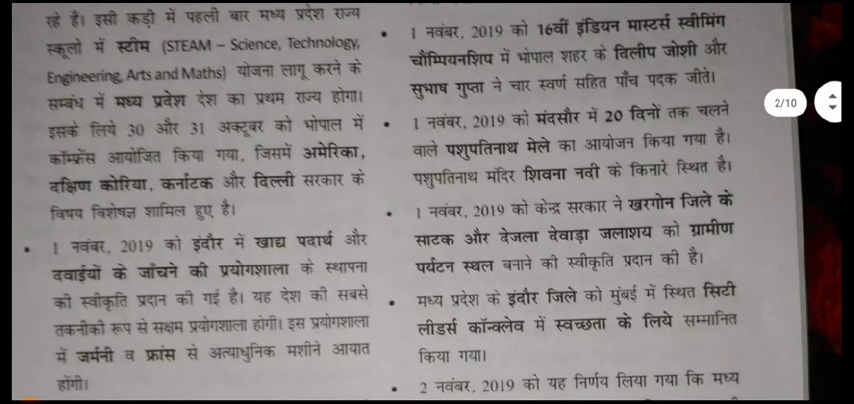 रहे हैं। इसी कड़ी में पहली बार मध्य प्रदेश राज्य
स्कूलो में स्टीम (STEAM – Science, Technology,
Engineering, Arts and Maths) योजना लागू करने के
सम्बंध में मध्य प्रदेश देश का प्रथम राज्य होगा।
इसके लिये 30 और 31 अक्टूबर को भोपाल में
कॉम्फ्रेंस आयोजित किया गया, जिसमें अमेरिका,
दक्षिण कोरिया, कर्नाटक और दिल्ली सरकार के
विषय विशेषज्ञ शामिल हुए है।
• 1 नवंबर, 2019 को इंदौर में खाद्य पदार्थ और
दवाईयों के जाँचने की प्रयोगशाला के स्थापना
की स्वीकृति प्रदान की गई है। यह देश की सबसे
तकनीकी रूप से सक्षम प्रयोगशाला होगी। इस प्रयोगशाला
में जर्मनी व फ्रांस से अत्याधुनिक मशीने आयात
होंगी।
• 1 नवंबर, 2019 को 16वीं इंडियन मास्टर्स स्वीमिंग
चौम्पियनशिप में भोपाल शहर के दिलीप जोशी और
सुभाष गुप्ता ने चार स्वर्ण सहित पाँच पदक जीते।
• 1 नवंबर, 2019 को मंदसौर में 20 दिनों तक चलने
वाले पशुपतिनाथ मेले का आयोजन किया गया है।
पशुपतिनाथ मंदिर शिवना नदी के किनारे स्थित है।
• 1 नवंबर, 2019 को केन्द्र सरकार ने खरगोन जिले के
साटक और देजला देवाड़ा जलाशय को ग्रामीण
पर्यटन स्थल बनाने की स्वीकृति प्रदान की है।
• मध्य प्रदेश के इंदौर जिले को मुंबई में स्थित सिटी
लीडर्स कॉन्क्लेव में स्वच्छता के लिये सम्मानित
किया गया।
• 2 नवंबर, 2019 को यह निर्णय लिया गया कि मध्य
2/10